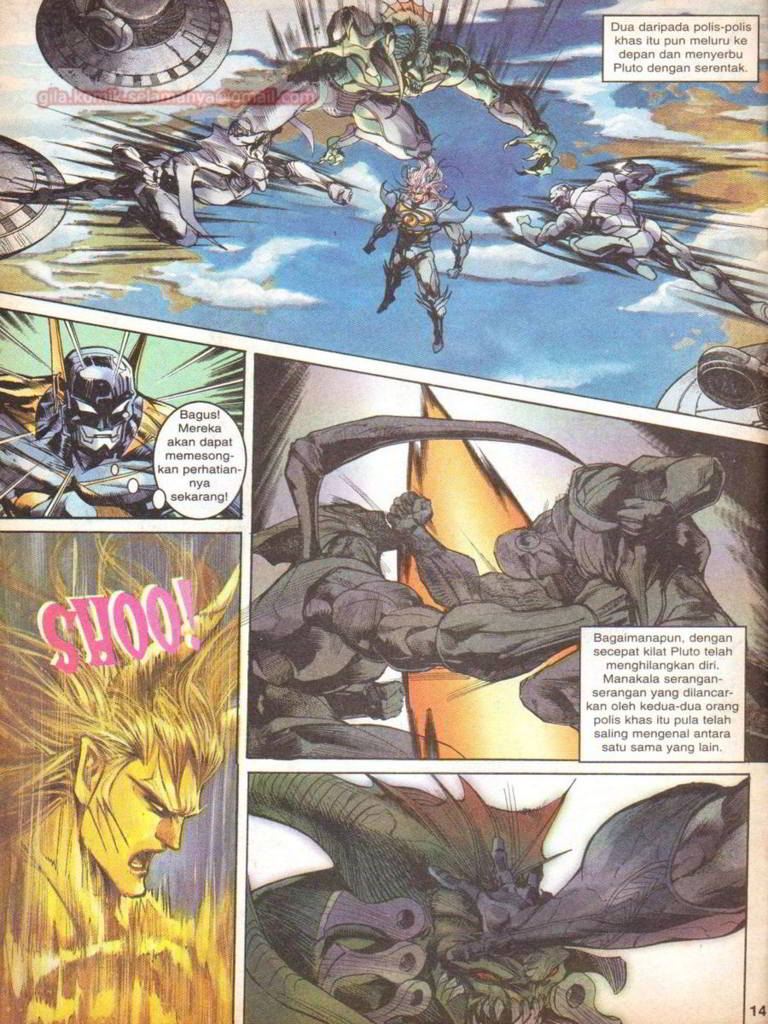 Dua daripada polis-polis
khas itu pun meluru ke
depan dan menyerbu
Pluto dengan serentak.
gila.komik-selamanya@gmail.com
Bagus!
Mereka
akan dapat
memesong-
kan perhatian-
nya
sekarang!
SHOO!
Bagaimanapun, dengan
secepat kilat Pluto telah
menghilangkan diri.
Manakala serangan-
serangan yang dilancar-
kan oleh kedua-dua orang
polis khas itu pula telah
saling mengenal antara
satu sama yang lain.
14